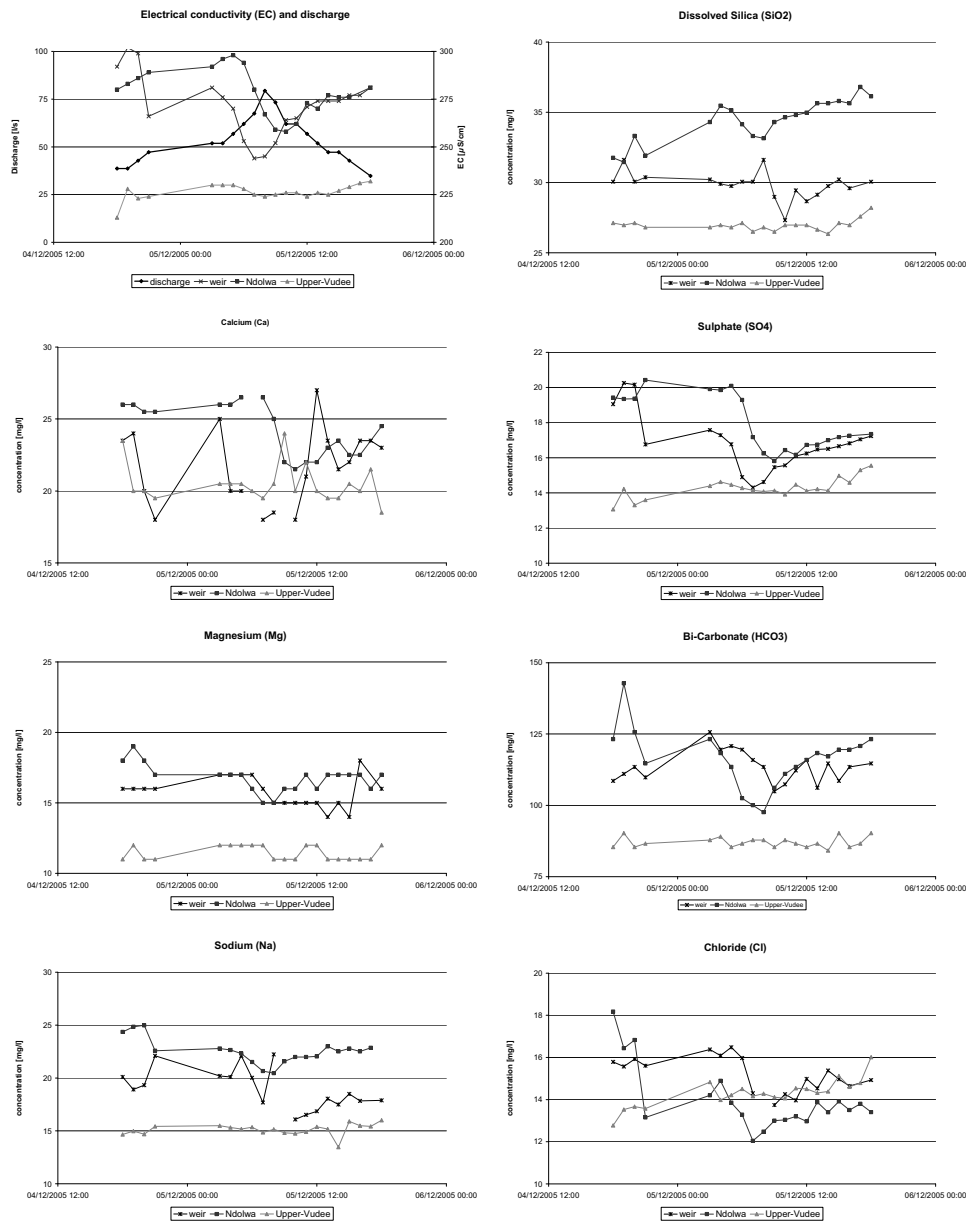 Electrical conductivity (EC) and discharge
100
75
50
25
0
300
275
250
225
200
Discharge [l/s]
EC [µS/cm]
04/12/2005 12:00 05/12/2005 00:00 05/12/2005 12:00 06/12/2005 00:00
discharge weir Ndolwa Upper-Vudee
Dissolved Silica (SiO2)
40
35
30
25
concentration [mg/l]
04/12/2005 12:00 05/12/2005 00:00 05/12/2005 12:00 06/12/2005 00:00
weir Ndolwa Upper-Vudee
Calcium (Ca)
30
25
20
15
concentration [mg/l]
04/12/2005 12:00 05/12/2005 00:00 05/12/2005 12:00 06/12/2005 00:00
weir Ndolwa Upper-Vudee
Sulphate (SO4)
22
20
18
16
14
12
10
concentration [mg/l]
04/12/2005 12:00 05/12/2005 00:00 05/12/2005 12:00 06/12/2005 00:00
weir Ndolwa Upper-Vudee
Magnesium (Mg)
25
20
15
10
concentration [mg/l]
04/12/2005 12:00 05/12/2005 00:00 05/12/2005 12:00 06/12/2005 00:00
weir Ndolwa Upper-Vudee
Bi-Carbonate (HCO3)
150
125
100
75
concentration [mg/l]
04/12/2005 12:00 05/12/2005 00:00 05/12/2005 12:00 06/12/2005 00:00
weir Ndolwa Upper-Vudee
Sodium (Na)
30
25
20
15
10
concentration [mg/l]
04/12/2005 12:00 05/12/2005 00:00 05/12/2005 12:00 06/12/2005 00:00
weir Ndolwa Upper-Vudee
Chloride (Cl)
20
18
16
14
12
10
concentration [mg/l]
04/12/2005 12:00 05/12/2005 00:00 05/12/2005 12:00 06/12/2005 00:00
weir Ndolwa Upper-Vudee